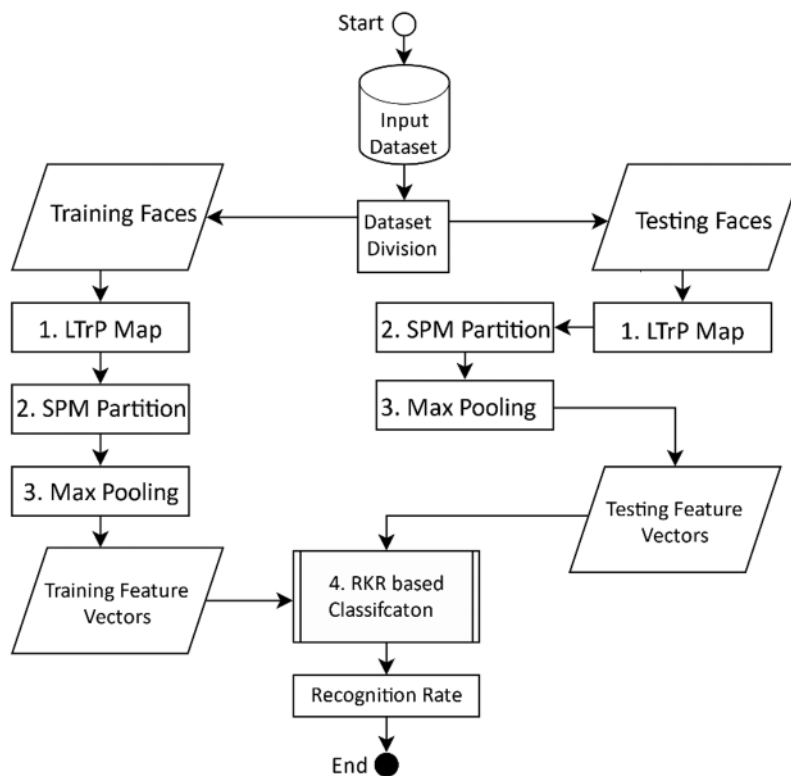 Start
Input
Dataset
Training Faces
Dataset
Division
Testing Faces
1. LTrP Map
2. SPM Partition
1. LTrP Map
2. SPM Partition
3. Max Pooling
3. Max Pooling
Testing Feature
Vectors
Training Feature
Vectors
4. RKR based
Classifcaton
Recognition Rate
End